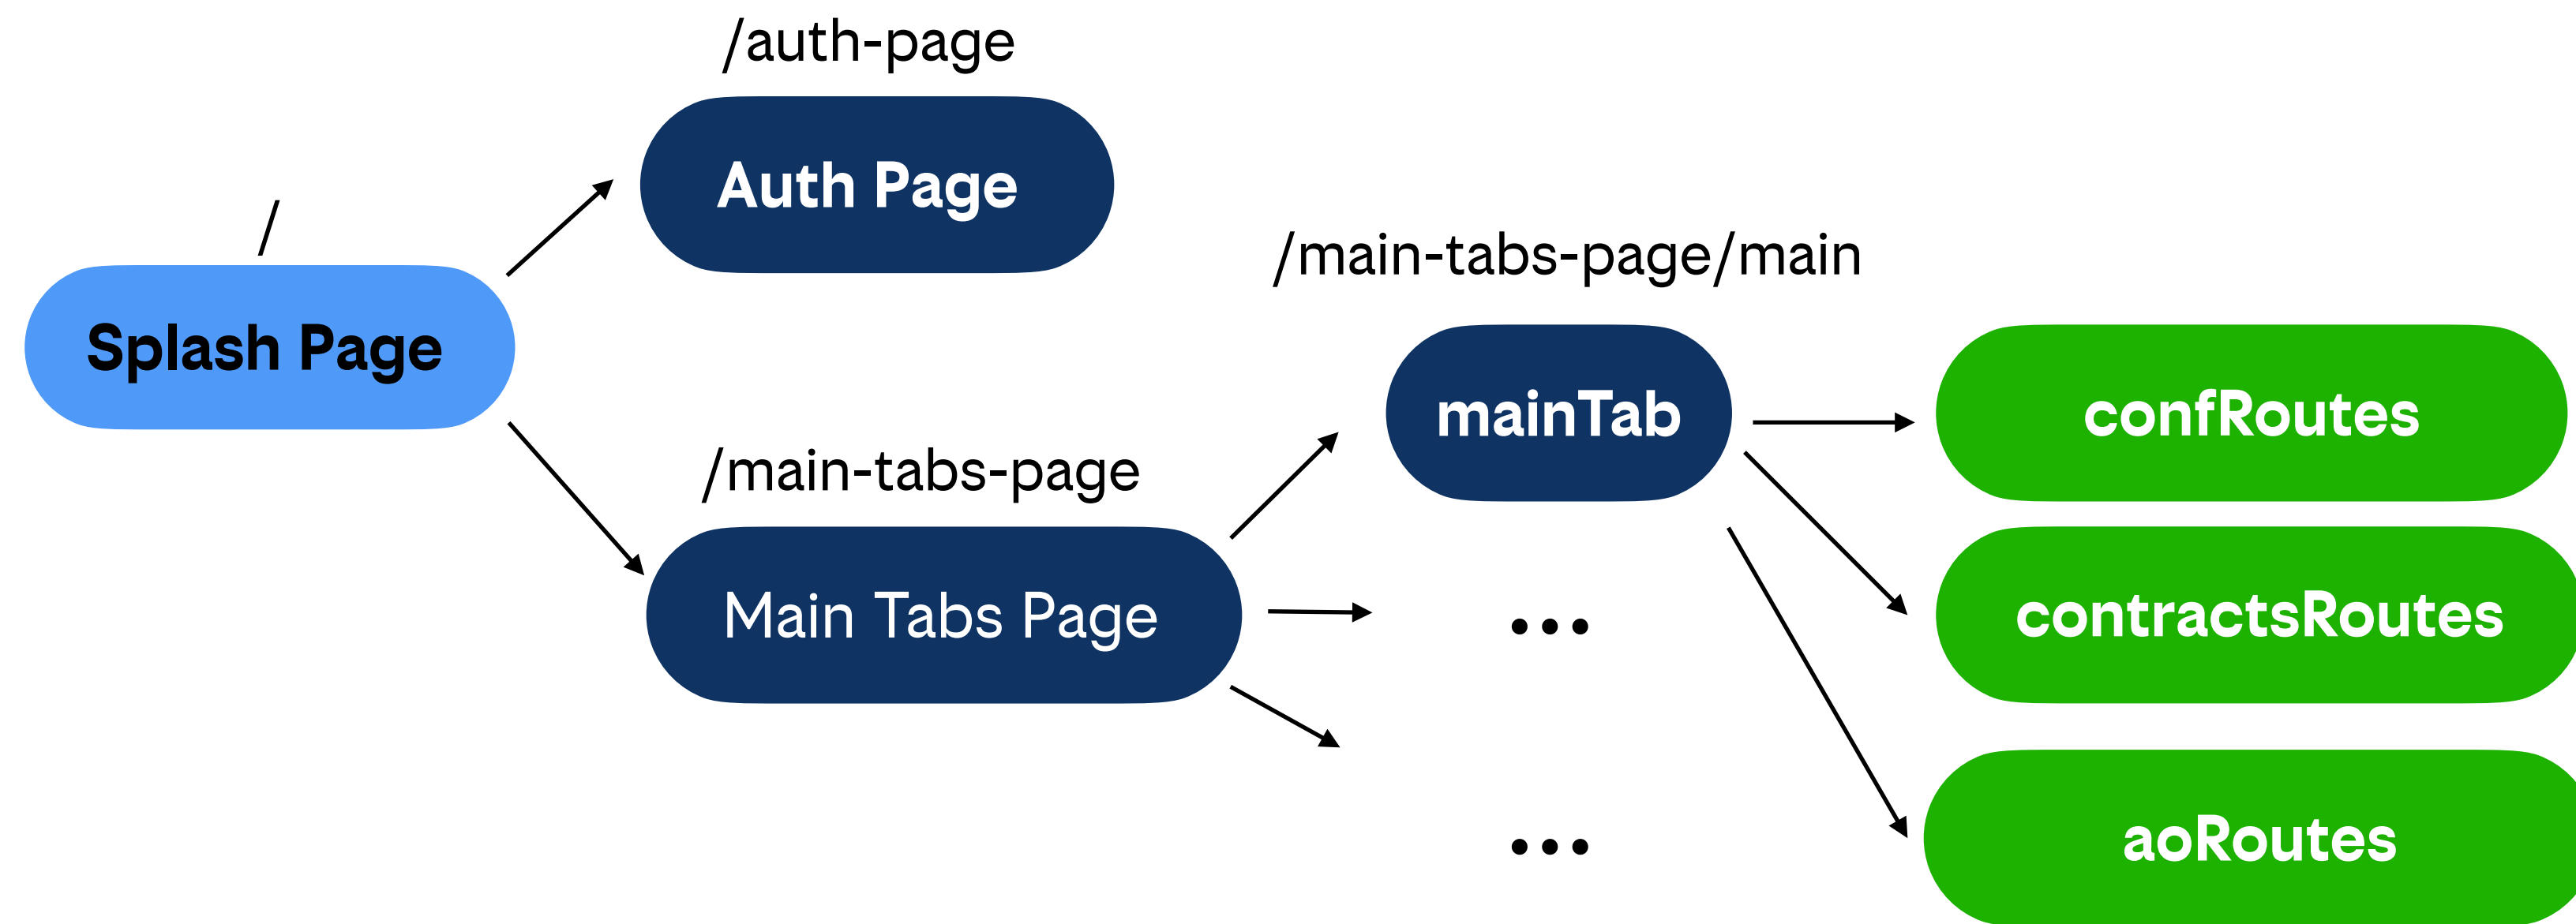 /auth-page
Auth Page
/
Splash Page
/main-tabs-page
Main Tabs Page
/main-tabs-page/main
mainTab
...
...
confRoutes
contractsRoutes
aoRoutes